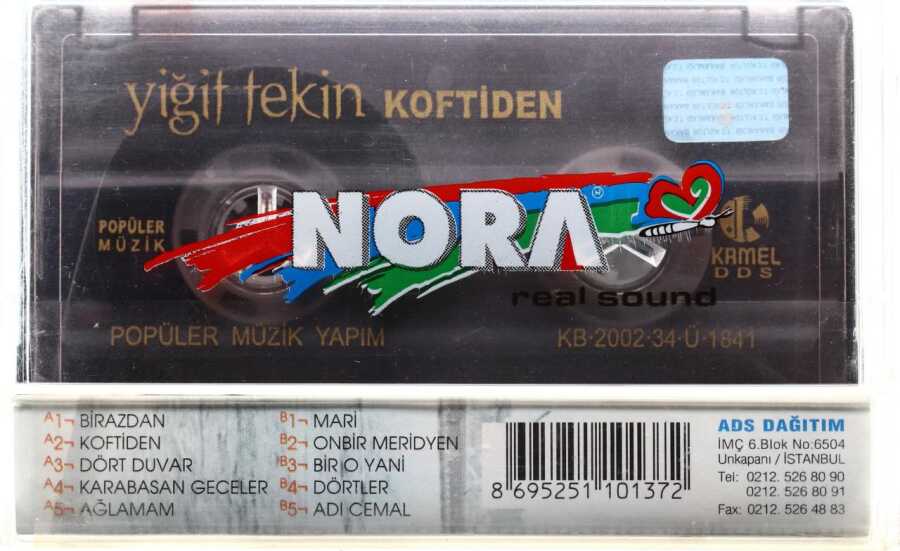 yiğit tekin KOFTİDEN
NORA
POPÜLER
MÜZİK
KAMEL
DDS
real sound
POPÜLER MÜZİK YAPIM
KB·2002·34·Ü·1841
A1¬ BİRAZDAN
A2¬ KOFTİDEN
A3¬ DÖRT DUVAR
A4¬ KARABASAN GECELER
A5¬ AĞLAMAM
B1¬ MARİ
B2¬ ONBİR MERİDYEN
B3¬ BİR O YANİ
B4¬ DÖRTLER
B5¬ ADI CEMAL
8 695251 101372
ADS DAĞITIM
İMÇ 6.Blok No:6504
Unkapanı / İSTANBUL
Tel: 0212. 526 80 90
0212. 526 80 91
Fax: 0212. 526 48 83